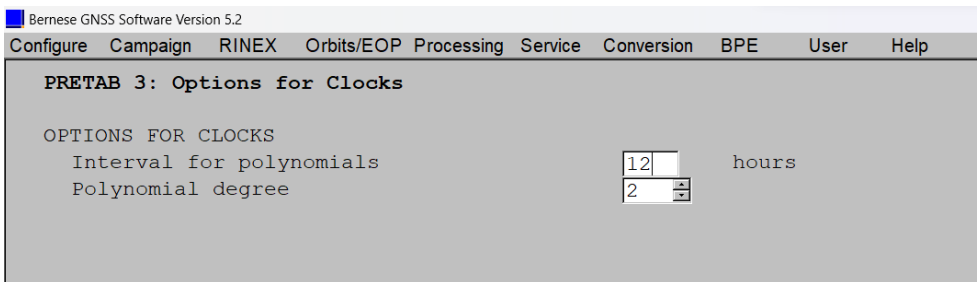 Bernese GNSS Software Version 5.2
Configure Campaign RINEX Orbits/EOP Processing Service Conversion BPE User Help
PRETAB 3: Options for Clocks
OPTIONS FOR CLOCKS
Interval for polynomials 12 hours
Polynomial degree 2